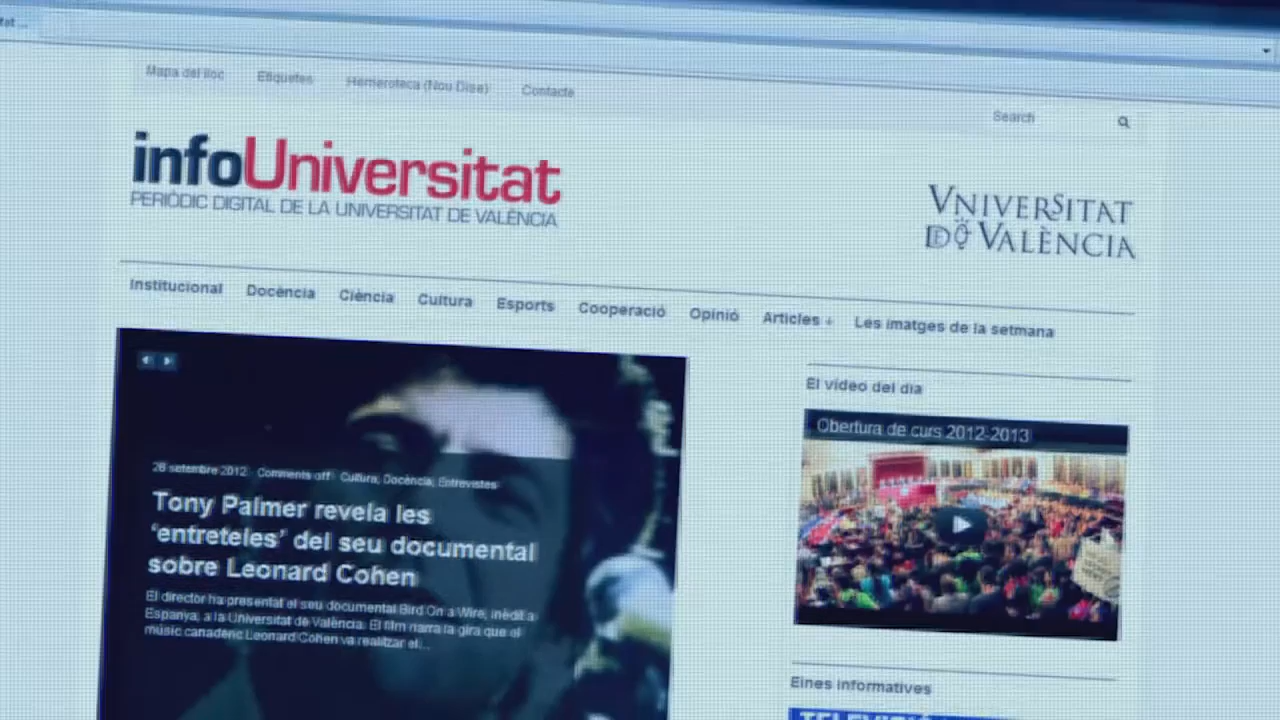 Mapa del lloc Etiquetes Hemeroteca (Nou Dise) Contacte
Search
infoUniversitat
PERIÒDIC DIGITAL DE LA UNIVERSITAT DE VALÈNCIA
VNIVERSITAT
DE VALÈNCIA
Institucional Docència Ciència Cultura Esports Cooperació Opinió Articles + Les imatges de la setmana
El vídeo del dia
Obertura de curs 2012-2013
26 setembre 2012 Comments off Cultura, Docència, Entrevistes
Tony Palmer revela les
‘entreteles’ del seu documental
sobre Leonard Cohen
El director ha presentat el seu documental Bird On a Wire, inèdit a
Espanya, a la Universitat de València. El film narra la gira que el
músic canadenc Leonard Cohen va realitzar el...
Eines informatives